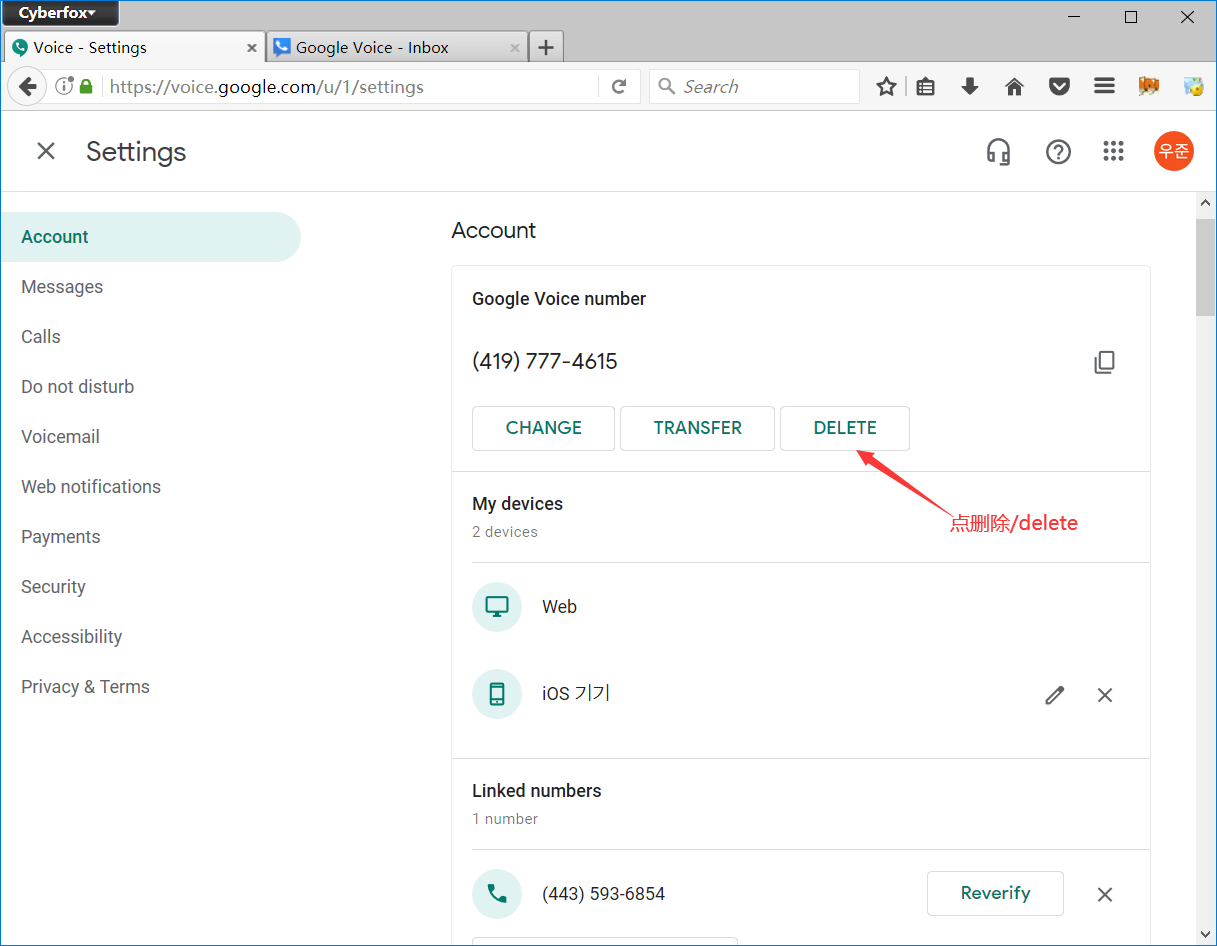 Cyberfox
Voice - Settings
Google Voice - Inbox
https://voice.google.com/u/1/settings
Search
Settings
우준
Account
Messages
Calls
Do not disturb
Voicemail
Web notifications
Payments
Security
Accessibility
Privacy & Terms
Account
Google Voice number
(419) 777-4615
CHANGE
TRANSFER
DELETE
点删除/delete
My devices
2 devices
Web
iOS 기기
Linked numbers
1 number
(443) 593-6854
Reverify